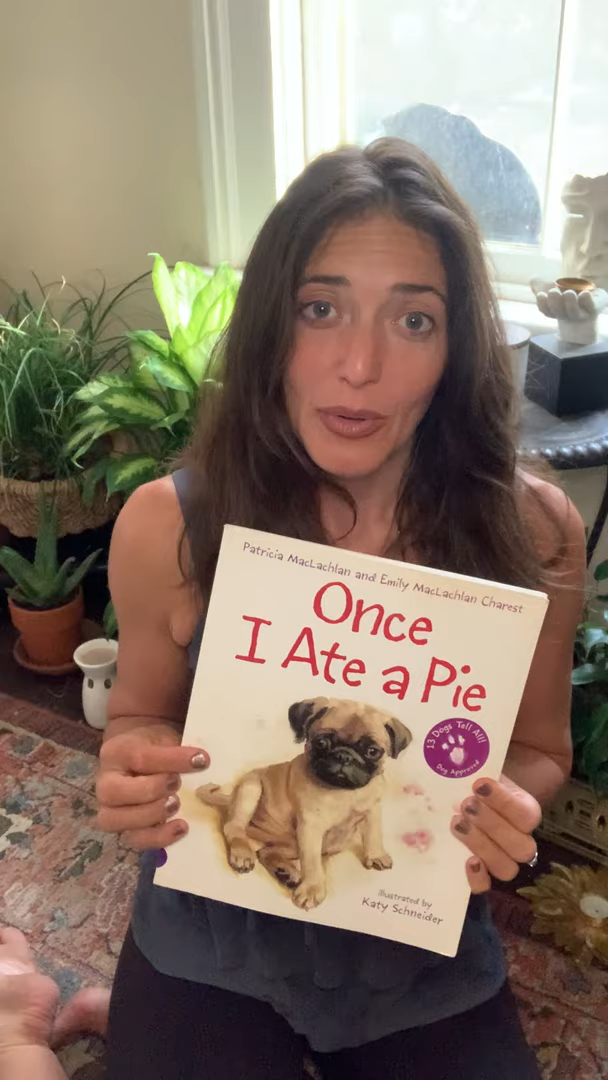 Patricia MacLachlan and Emily MacLachlan Charest
Once
I Ate a Pie
13 Dogs Tell All!
Dog Approved
illustrated by
Katy Schneider